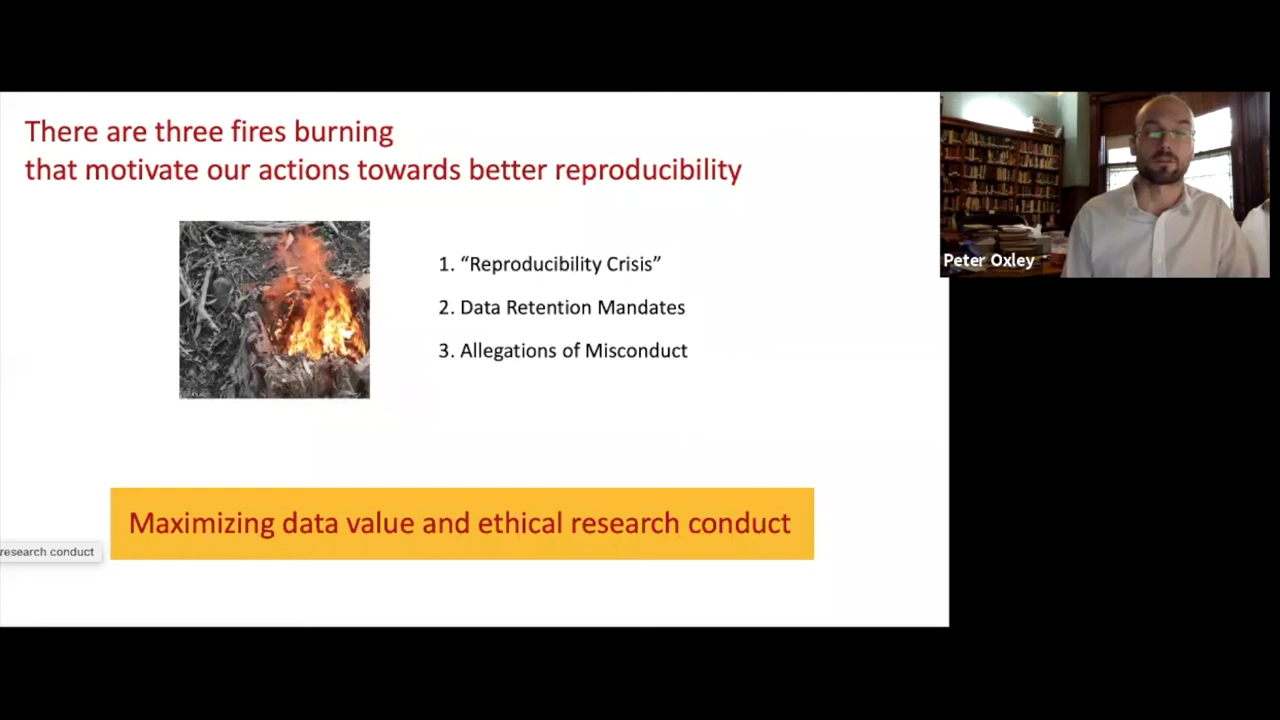 There are three fires burning
that motivate our actions towards better reproducibility
1. “Reproducibility Crisis”
2. Data Retention Mandates
3. Allegations of Misconduct
Maximizing data value and ethical research conduct
research conduct
Peter Oxley